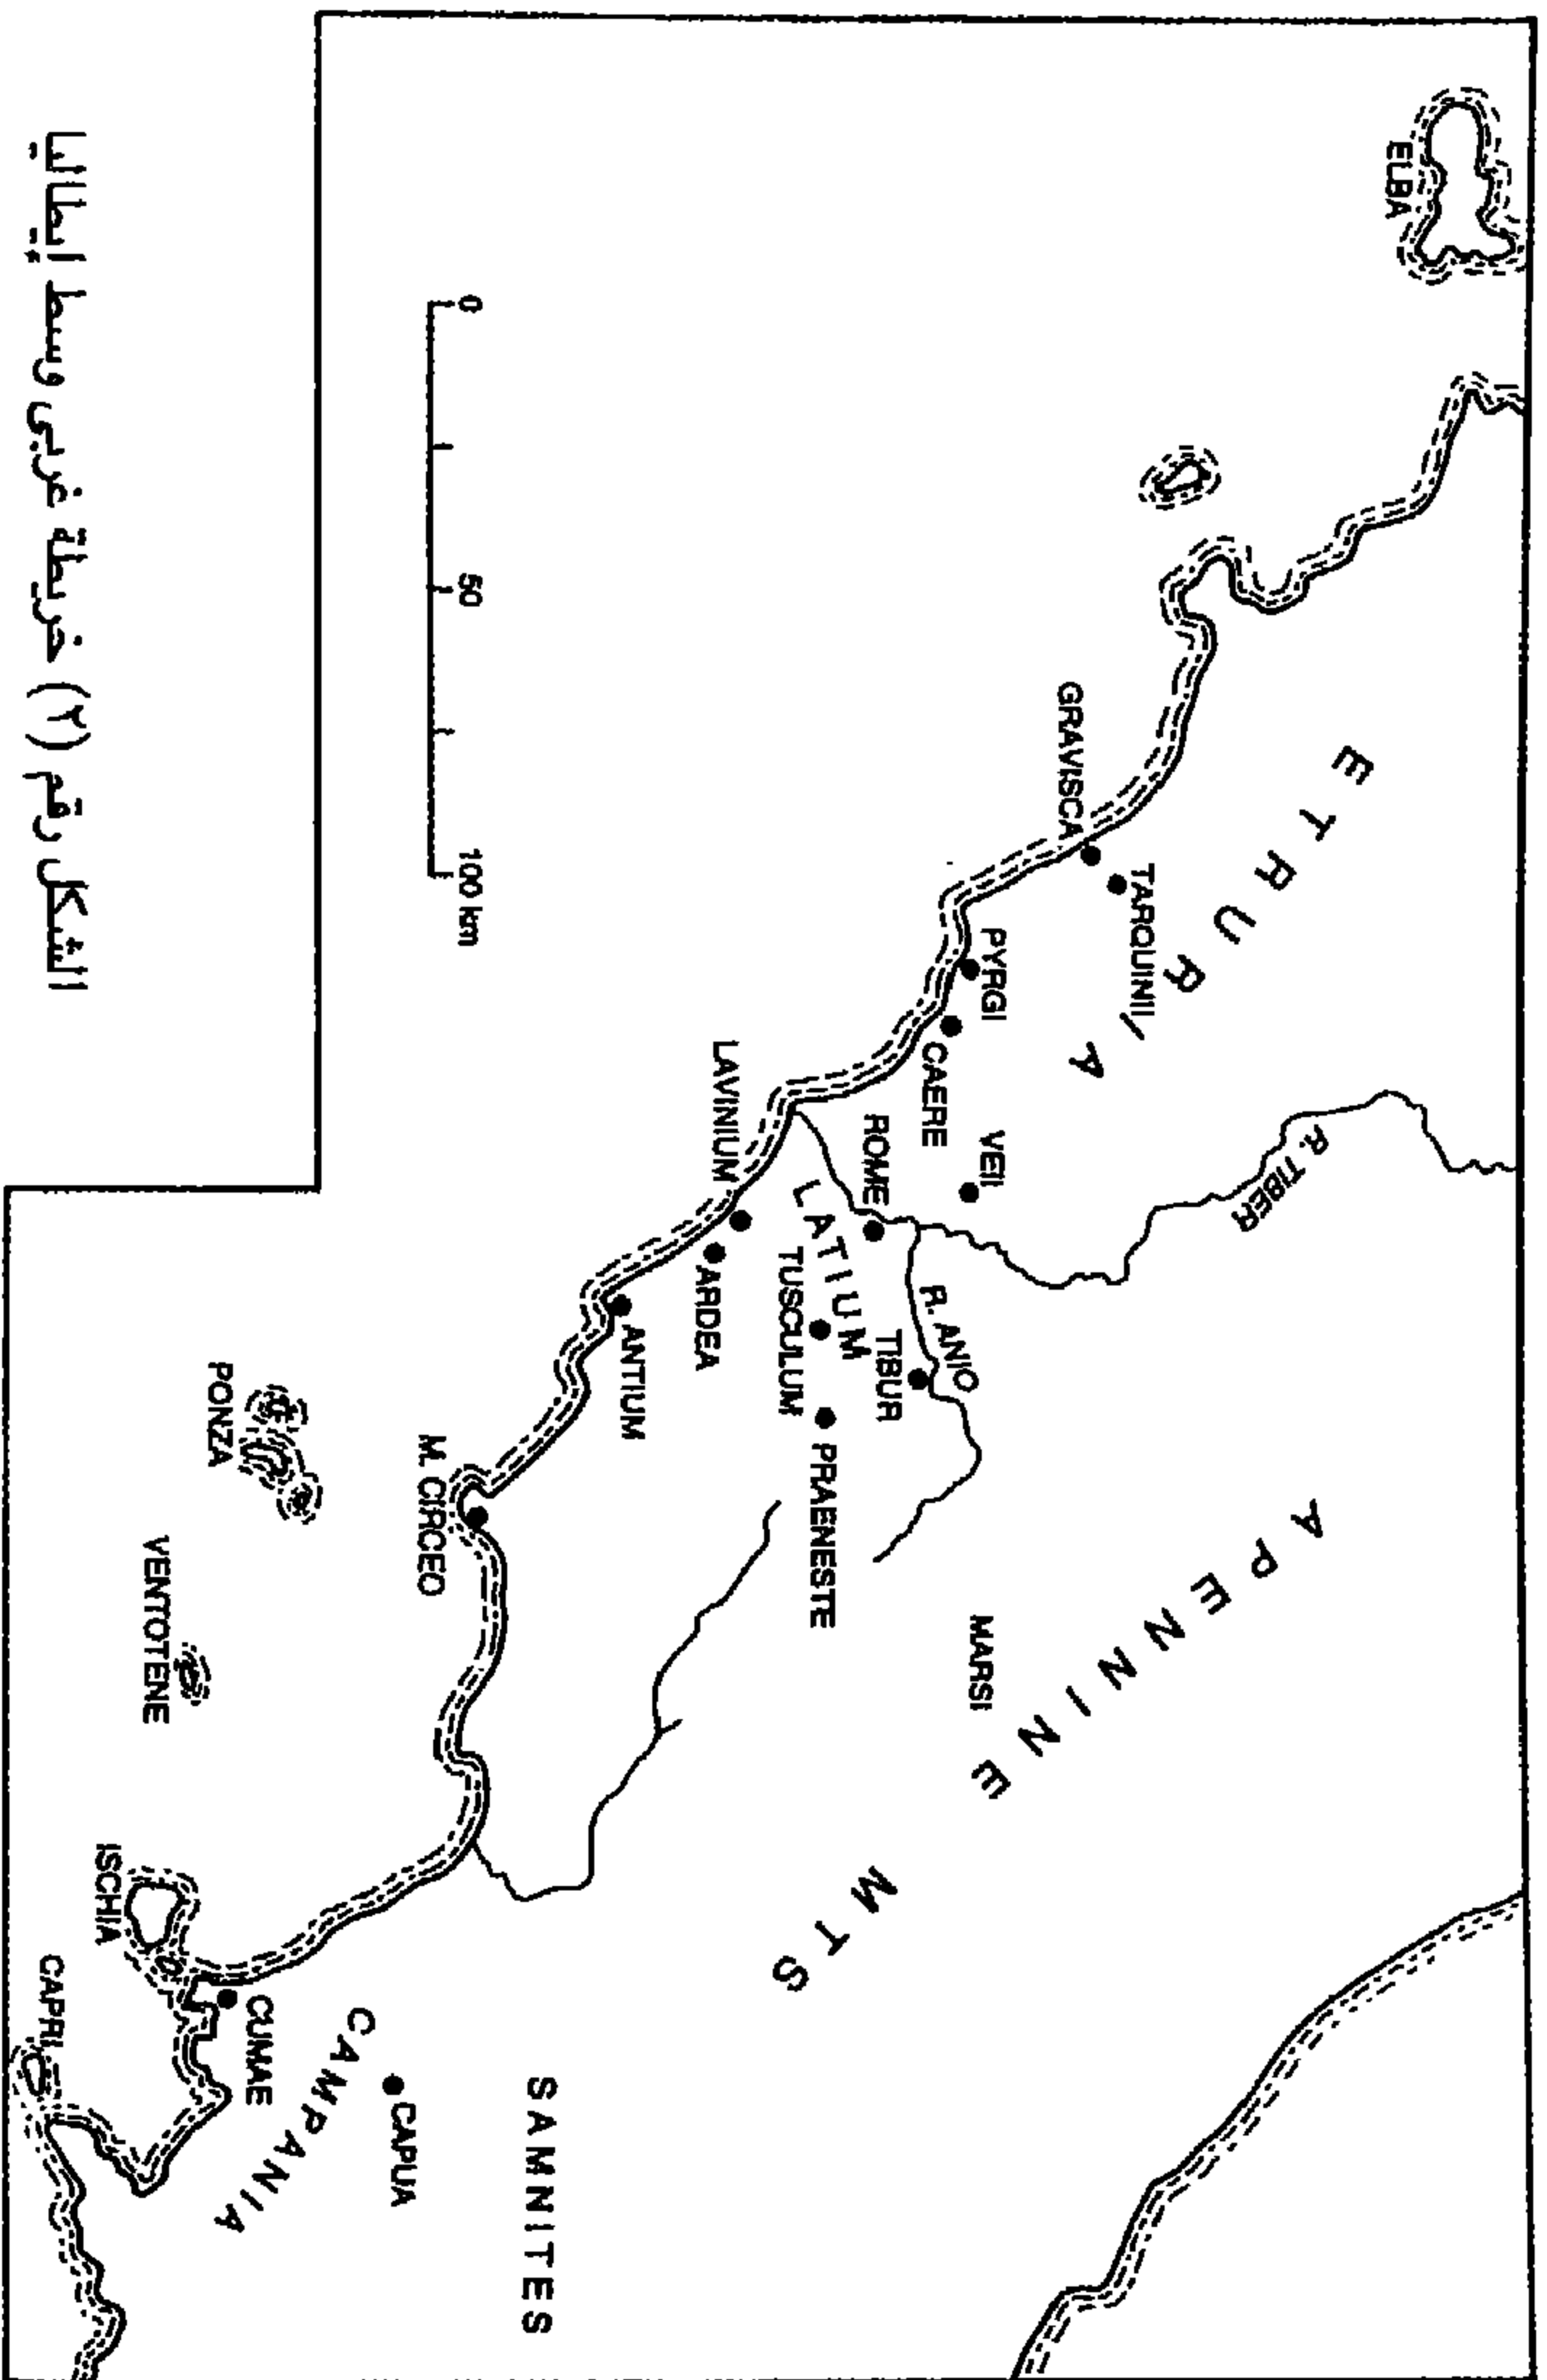 ELBA
ETRURIA
GRAVISCA
TARQUINII
PYRGI
CAERE
VEII
R. TIBER
ROME
LAVINIUM
LATIUM
R. ANIO
TIBUR
TUSCULUM
ARDEA
PRAENESTE
ANTIUM
APENNINE
MTS
MARSI
M. CIRCEO
PONZA
VENTOTENE
ISCHIA
CAPRI
CUMAE
CAMPANIA
CAPUA
SAMNITES
0 50 100 km
الشكل رقم (٢) خريطة غربى وسط إيطاليا